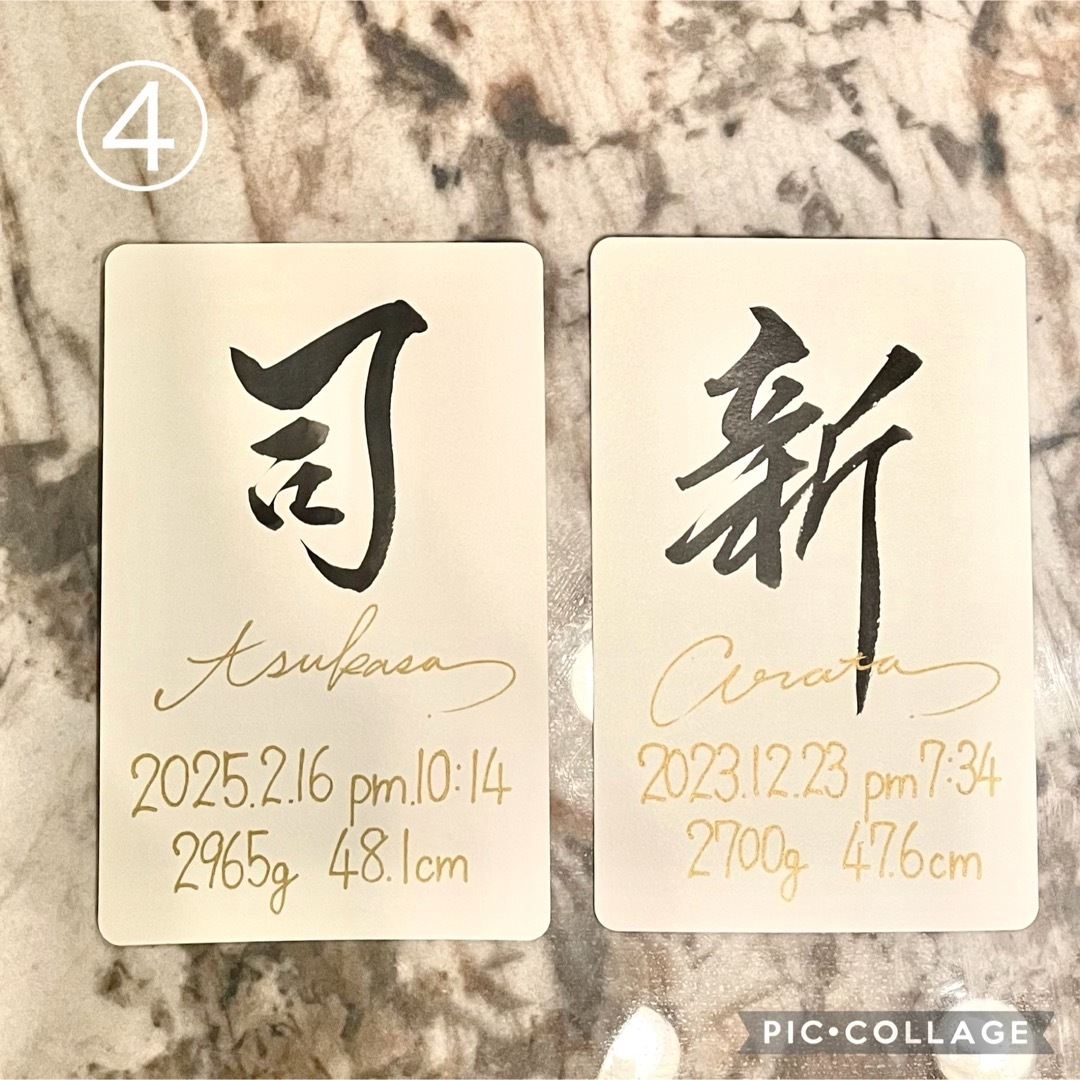 ④
司
tsukasa
2025.2.16 pm.10:14
2965g 48.1cm
新
arata
2023.12.23 pm7:34
2700g 47.6cm
PIC•COLLAGE